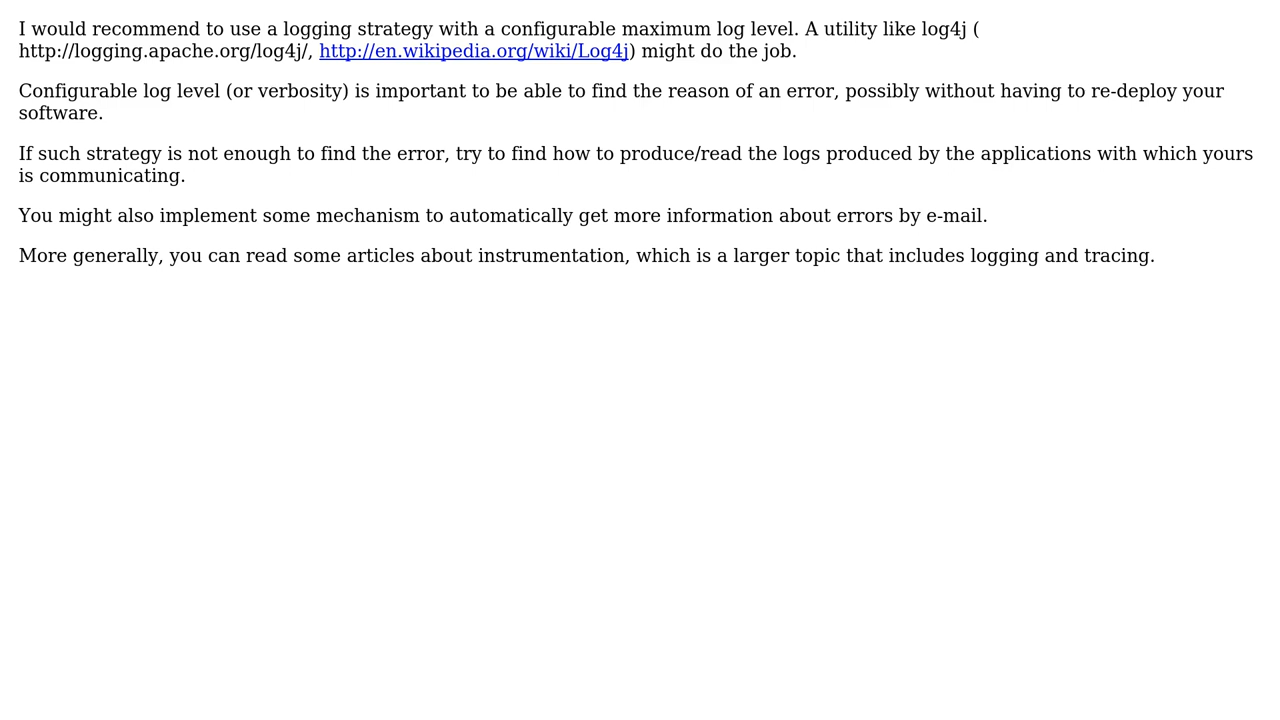 I would recommend to use a logging strategy with a configurable maximum log level. A utility like log4j (
http://logging.apache.org/log4j/, http://en.wikipedia.org/wiki/Log4j) might do the job.
Configurable log level (or verbosity) is important to be able to find the reason of an error, possibly without having to re-deploy your
software.
If such strategy is not enough to find the error, try to find how to produce/read the logs produced by the applications with which yours
is communicating.
You might also implement some mechanism to automatically get more information about errors by e-mail.
More generally, you can read some articles about instrumentation, which is a larger topic that includes logging and tracing.